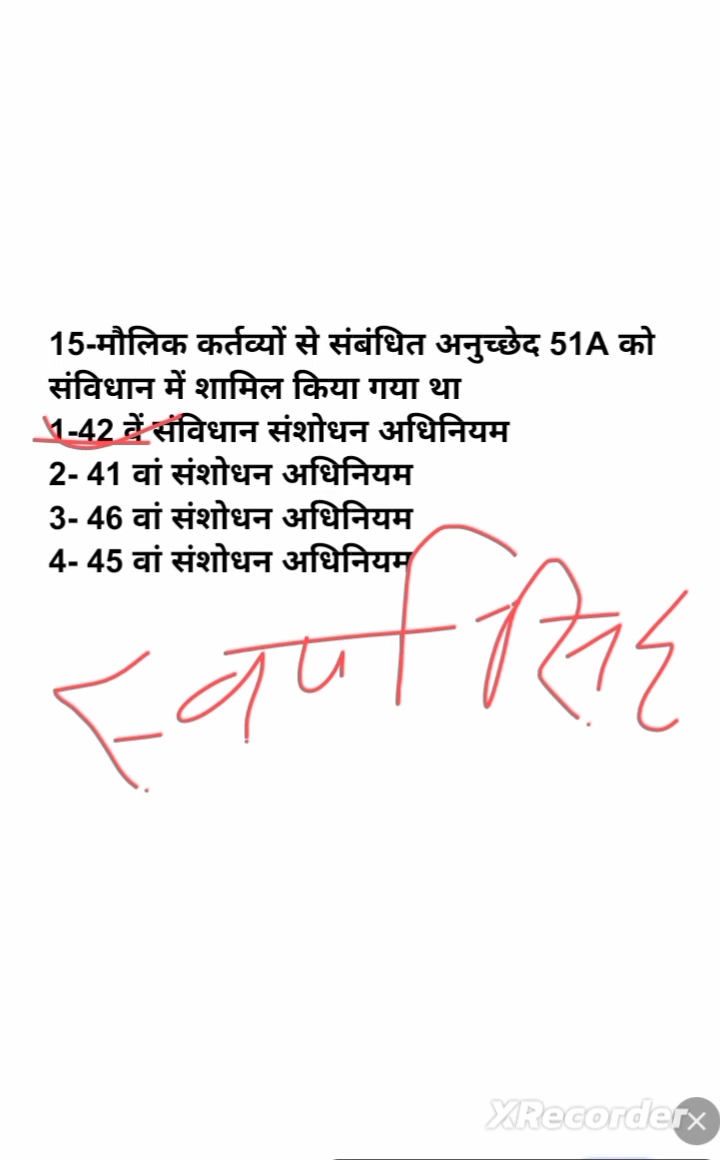 15-मौलिक कर्तव्यों से संबंधित अनुच्छेद 51A को
संविधान में शामिल किया गया था
1-42 वें संविधान संशोधन अधिनियम
2- 41 वां संशोधन अधिनियम
3- 46 वां संशोधन अधिनियम
4- 45 वां संशोधन अधिनियम
स्वर्ण सिंह
XRecorder